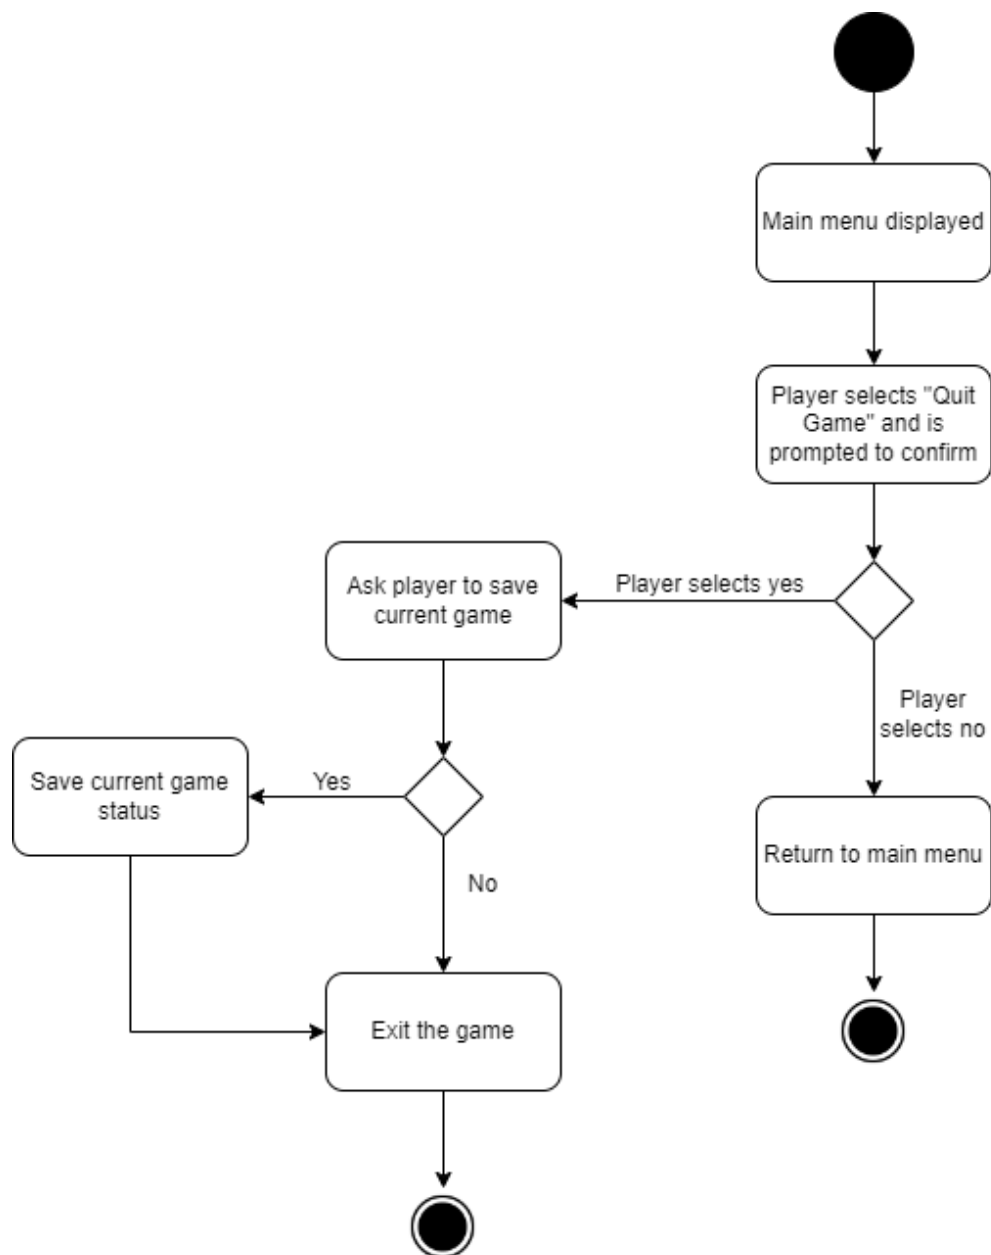 Main menu displayed
Player selects "Quit
Game" and is
prompted to confirm
Player selects yes
Ask player to save
current game
Player
selects no
Yes
Save current game
status
No
Return to main menu
Exit the game